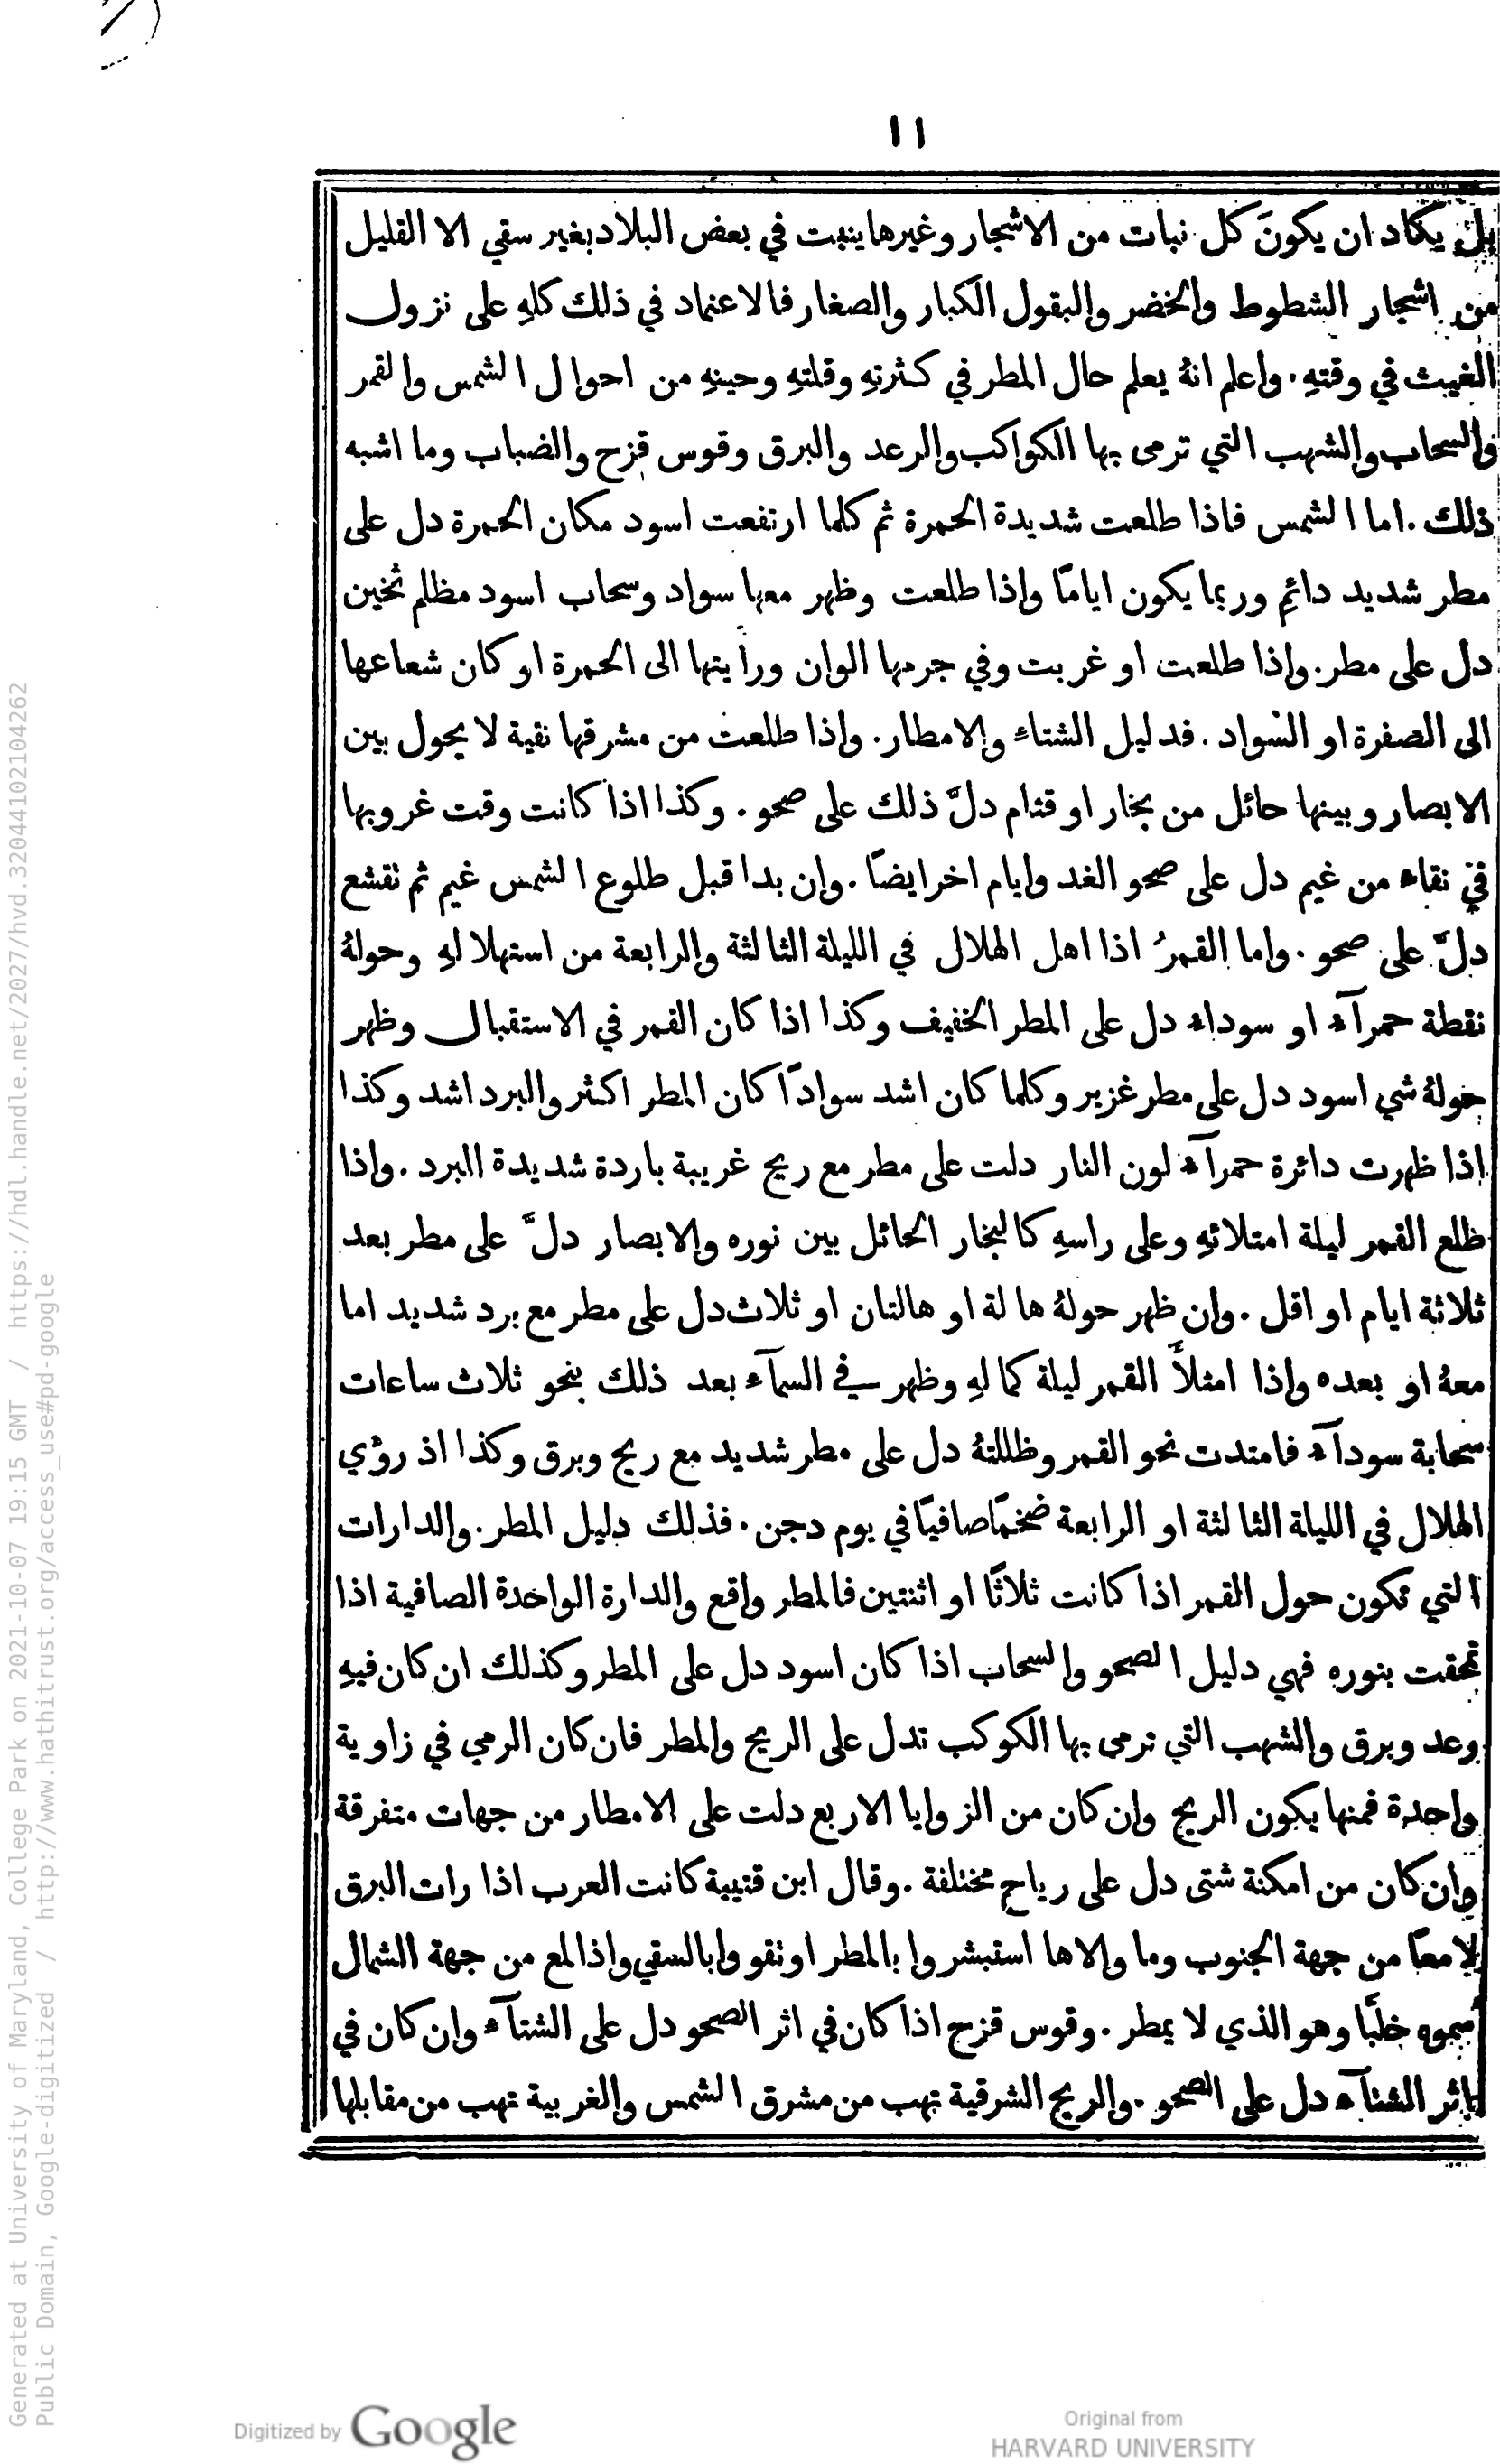 ١١
بل يكاد ان يكونَ كل نبات من الاشجار وغيرها ينبت في بعض البلاد بغير سقي الا القليل
من اشجار الشطوط والخضر والبقول الكبار والصغار فالاعتماد في ذلك كلهِ على نزول
الغيث في وقتهِ . واعلم انهُ يعلم حال المطر في كثرتهِ وقلتهِ وحينهِ من احوال الشمس والقمر
والسحاب والشهب التي ترمى بها الكواكب والرعد والبرق وقوس قزح والضباب وما اشبه
ذلك . اما الشمس فاذا طلعت شديدة الحمرة ثم كلما ارتفعت اسود مكان الحمرة دل على
مطر شديد دائمٍ وربما يكون ايامًا واذا طلعت وظهر معها سواد وسحاب اسود مظلم ثخين
دل على مطر . واذا طلعت او غربت وفي جرمها الوان ورأيتها الى الحمرة او كان شعاعها
الى الصفرة او السواد . فدليل الشتاء والامطار . واذا طلعت من مشرقها نقية لا يحول بين
الابصار وبينها حائل من بخار او قتام دلَّ ذلك على صحو . وكذا اذا كانت وقت غروبها
في نقاء من غيم دل على صحو الغد وايام اخر ايضًا . وان بدا قبل طلوع الشمس غيم ثم تقشع
دلَّ على صحو . واما القمرُ اذا اهل الهلال في الليلة الثالثة والرابعة من استهلالهِ وحولهُ
نقطة حمرآء او سوداء دل على المطر الخفيف وكذا اذا كان القمر في الاستقبال وظهر
حولهُ شي اسود دل على مطر غزير وكلما كان اشد سوادًا كان المطر اكثر والبرد اشد وكذا
اذا ظهرت دائرة حمرآء لون النار دلت على مطر مع ريح غريبة باردة شديدة البرد . واذا
طلع القمر ليلة امتلائهِ وعلى راسهِ كالبخار الحائل بين نوره والابصار دلَّ على مطر بعد
ثلاثة ايام او اقل . وان ظهر حولهُ هالة او هالتان او ثلاث دل على مطر مع برد شديد اما
معهُ او بعده واذا امتلأَ القمر ليلة كمالهِ وظهر في السمآء بعد ذلك بنحو ثلاث ساعات
سحابة سودآء فامتدت نحو القمر وظللتهُ دل على مطر شديد مع ريح وبرق وكذا اذ رؤي
الهلال في الليلة الثالثة او الرابعة ضخمًا صافيًا في يوم دجن . فذلك دليل المطر . والدارات
التي تكون حول القمر اذا كانت ثلاثًا او اثنتين فالمطر واقع والدارة الواحدة الصافية اذا
تمحقت بنوره فهي دليل الصحو والسحاب اذا كان اسود دل على المطر وكذلك ان كان فيهِ
وعد وبرق والشهب التي ترمى بها الكوكب تدل على الريح والمطر فان كان الرمي في زاوية
واحدة فمنها يكون الريح وان كان من الزوايا الاربع دلت على الامطار من جهات متفرقة
وان كان من امكنة شتى دل على رياح مختلفة . وقال ابن قتيبة كانت العرب اذا رات البرق
لامعًا من جهة الجنوب وما والاها استبشروا بالمطر اوتقوا بالسقي واذا لمع من جهة الشمال
سموه خلبًا وهو الذي لا يمطر . وقوس قزح اذا كان في اثر الصحو دل على الشتآء وان كان في
اثر الشتآء دل على الصحو . والريح الشرقية تهب من مشرق الشمس والغربية تهب من مقابلها
Digitized by Google
Original from
HARVARD UNIVERSITY
Generated at University of Maryland, College Park on 2021-10-07 19:15 GMT / https://hdl.handle.net/2027/hvd.32044102104262
Public Domain, Google-digitized / http://www.hathitrust.org/access_use#pd-google